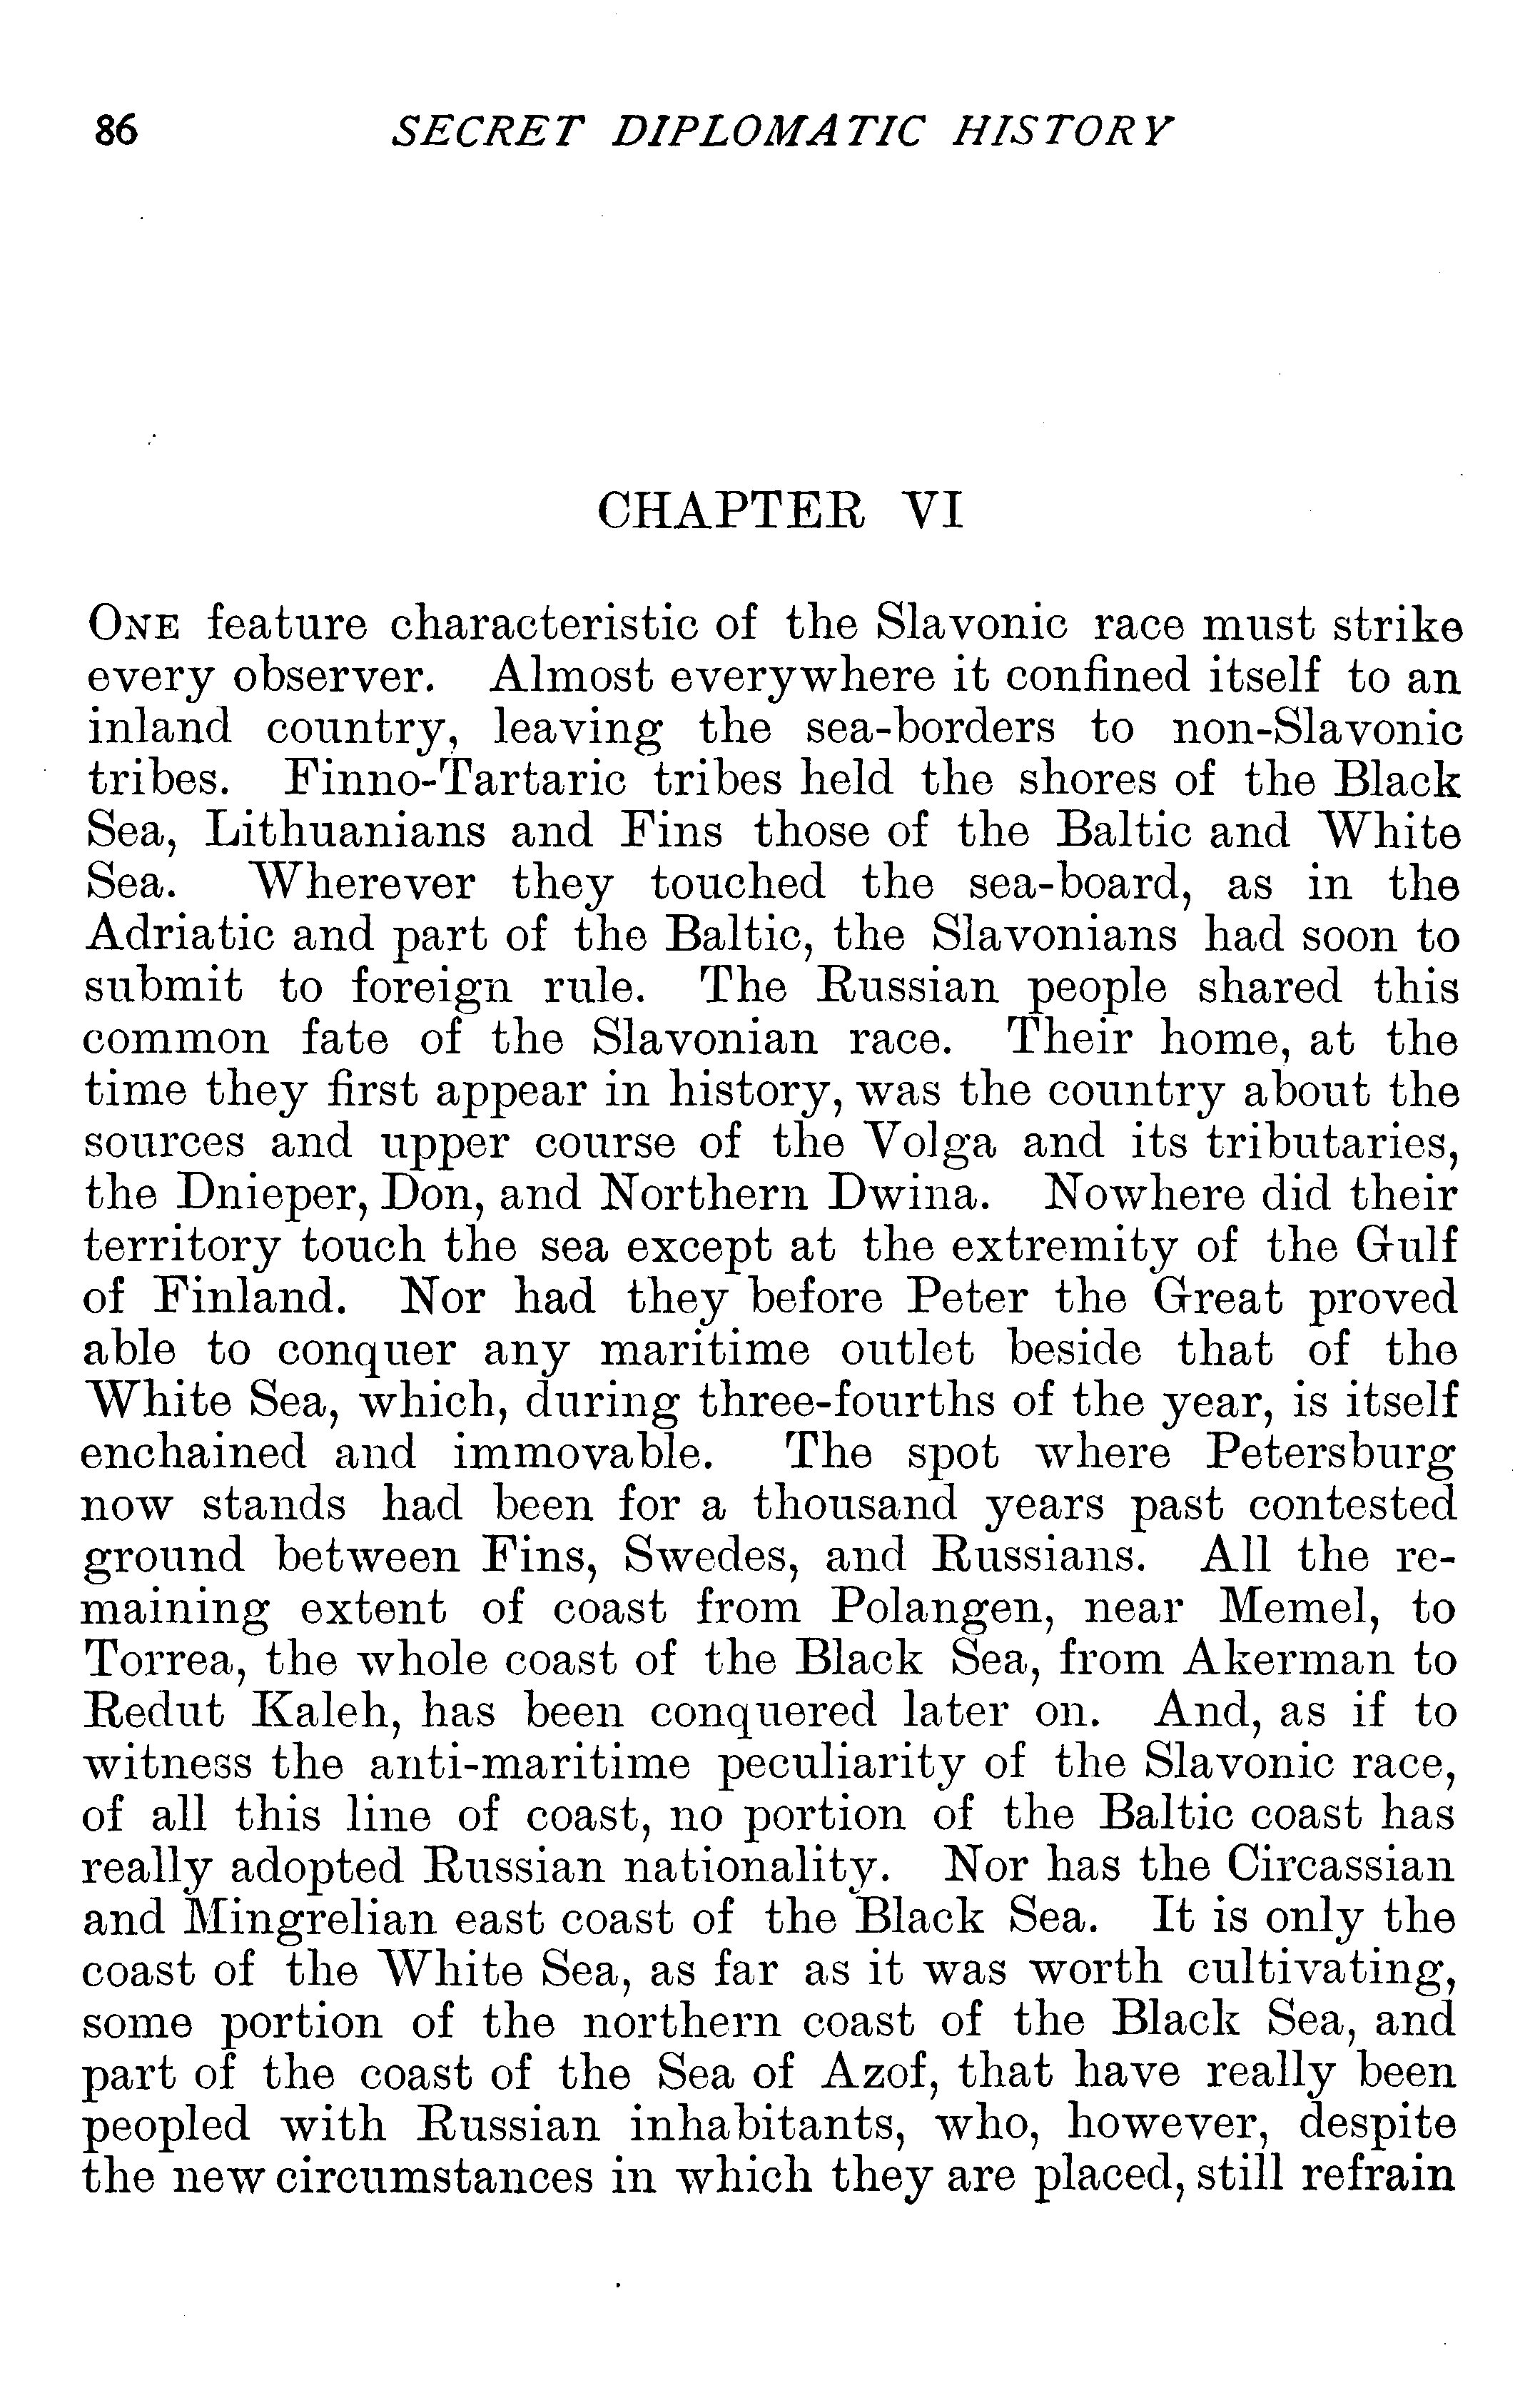 86 SECRET DIPLOMATIC HISTORY
CHAPTER VI
ONE feature characteristic of the Slavonic race must strike
every observer. Almost everywhere it confined itself to an
inland country, leaving the sea-borders to non-Slavonic
tribes. Finno-Tartaric tribes held the shores of the Black
Sea, Lithuanians and Fins those of the Baltic and White
Sea. Wherever they touched the sea-board, as in the
Adriatic and part of the Baltic, the Slavonians had soon to
submit to foreign rule. The Russian people shared this
common fate of the Slavonian race. Their home, at the
time they first appear in history, was the country about the
sources and upper course of the Volga and its tributaries,
the Dnieper, Don, and Northern Dwina. Nowhere did their
territory touch the sea except at the extremity of the Gulf
of Finland. Nor had they before Peter the Great proved
able to conquer any maritime outlet beside that of the
White Sea, which, during three-fourths of the year, is itself
enchained and immovable. The spot where Petersburg
now stands had been for a thousand years past contested
ground between Fins, Swedes, and Russians. All the re-
maining extent of coast from Polangen, near Memel, to
Torrea, the whole coast of the Black Sea, from Akerman to
Redut Kaleh, has been conquered later on. And, as if to
witness the anti-maritime peculiarity of the Slavonic race,
of all this line of coast, no portion of the Baltic coast has
really adopted Russian nationality. Nor has the Circassian
and Mingrelian east coast of the Black Sea. It is only the
coast of the White Sea, as far as it was worth cultivating,
some portion of the northern coast of the Black Sea, and
part of the coast of the Sea of Azof, that have really been
peopled with Russian inhabitants, who, however, despite
the new circumstances in which they are placed, still refrain